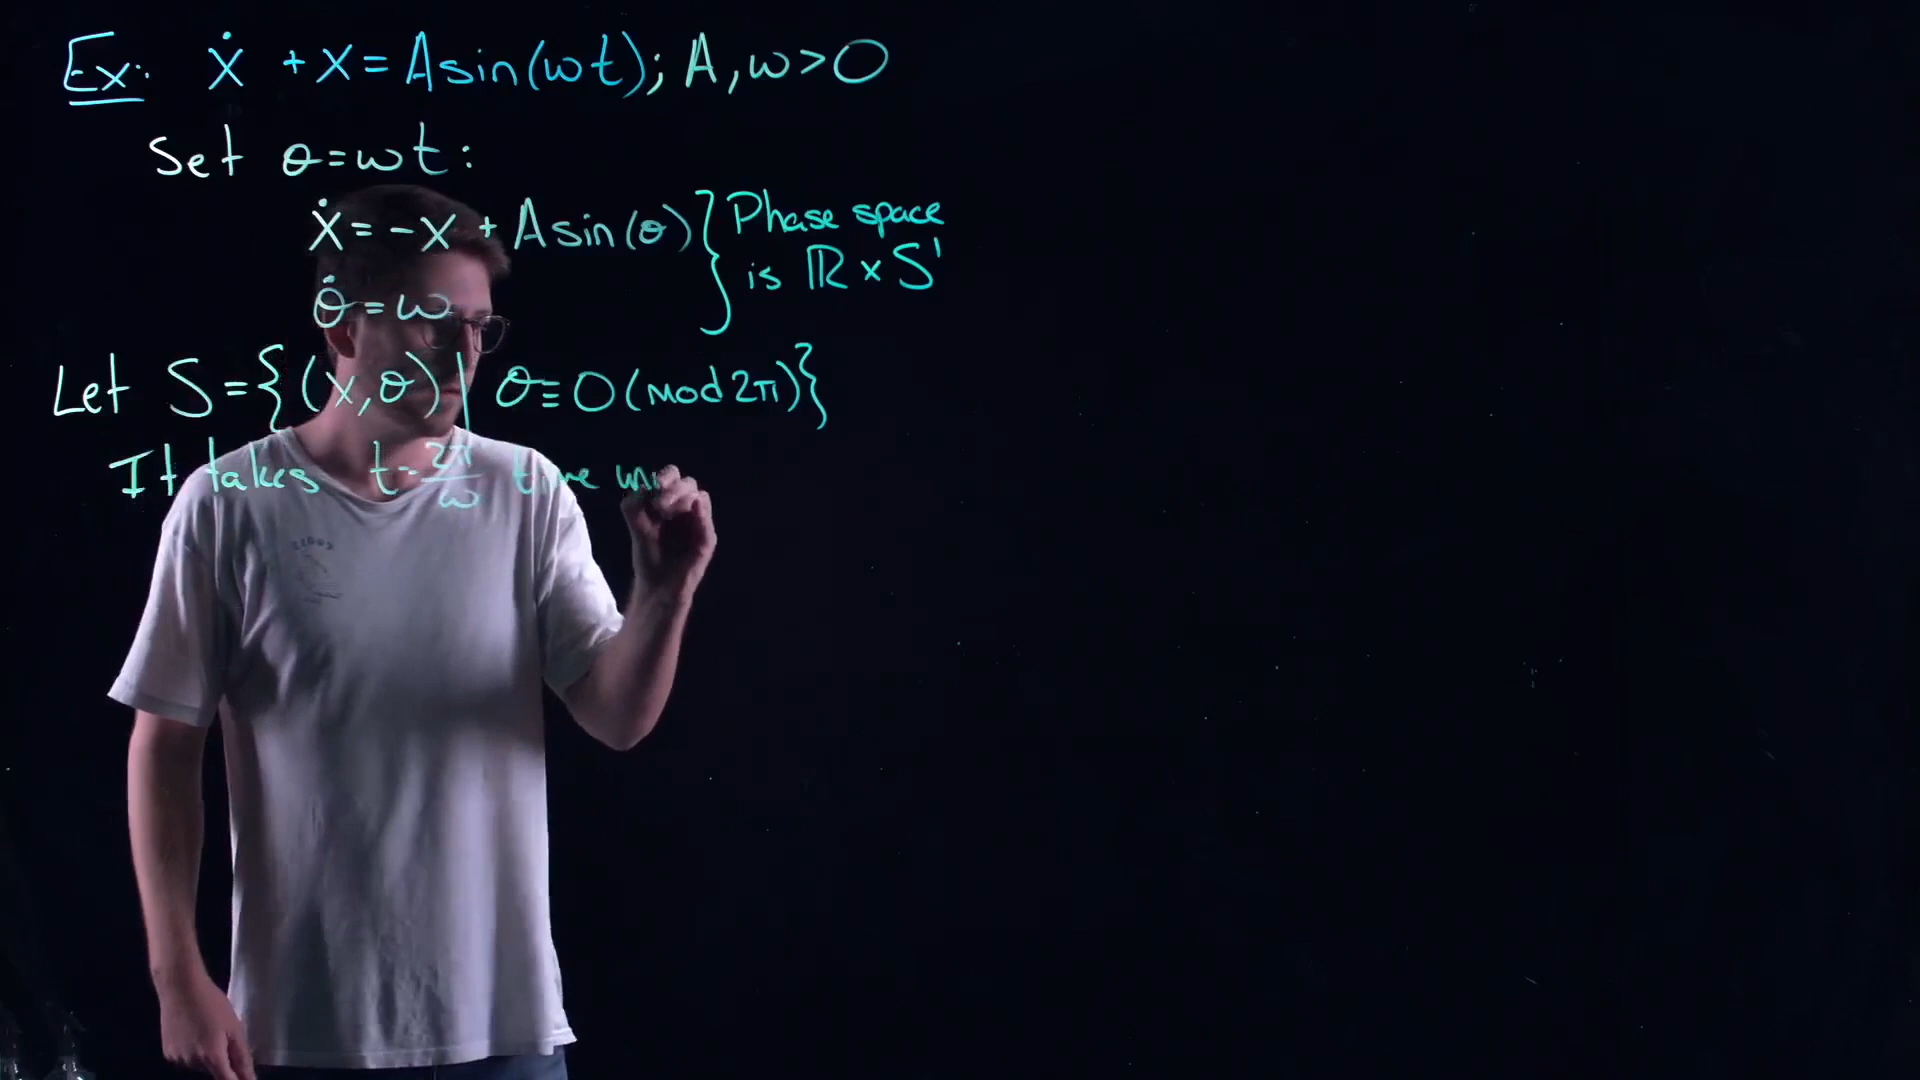 Ex: ẋ + x = A sin(ωt); A, ω > 0
Set θ = ωt:
ẋ = -x + A sin(θ) } Phase space
θ̇ = ω is ℝ × S¹
Let S = {(x, θ) | θ ≡ 0 (mod 2π)}
It takes t = 2π/ω time